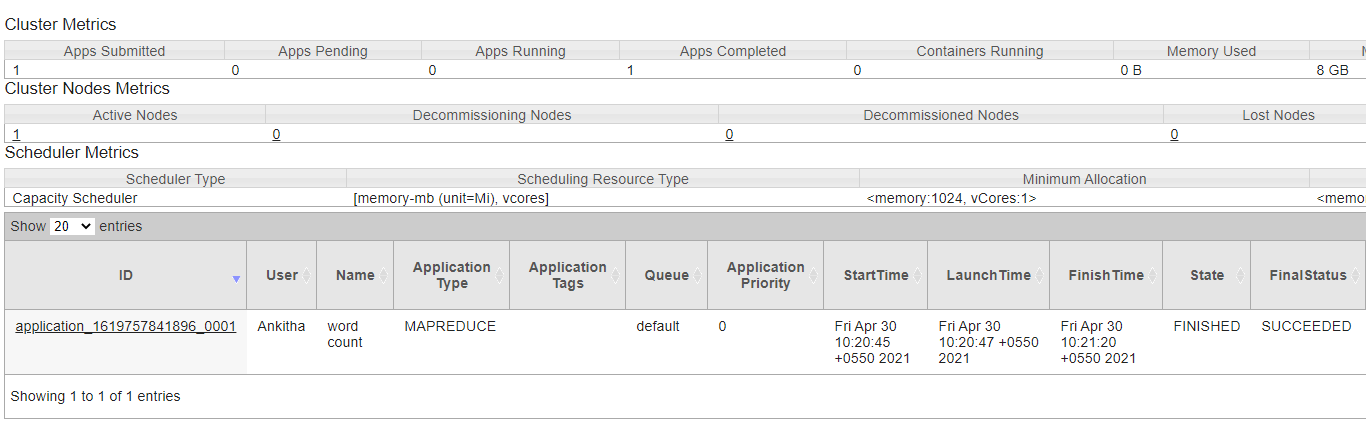 Cluster Metrics
Apps Submitted Apps Pending Apps Running Apps Completed Containers Running Memory Used
1 0 0 1 0 0 B 8 GB
Cluster Nodes Metrics
Active Nodes Decommissioning Nodes Decommissioned Nodes Lost Nodes
1 0 0 0
Scheduler Metrics
Scheduler Type Scheduling Resource Type Minimum Allocation
Capacity Scheduler [memory-mb (unit=Mi), vcores] <memory:1024, vCores:1>
Show 20 entries
ID User Name Application Type Application Tags Queue Application Priority StartTime LaunchTime FinishTime State FinalStatus
application_1619757841896_0001 Ankitha word count MAPREDUCE default 0 Fri Apr 30 10:20:45 +0550 2021 Fri Apr 30 10:20:47 +0550 2021 Fri Apr 30 10:21:20 +0550 2021 FINISHED SUCCEEDED
Showing 1 to 1 of 1 entries